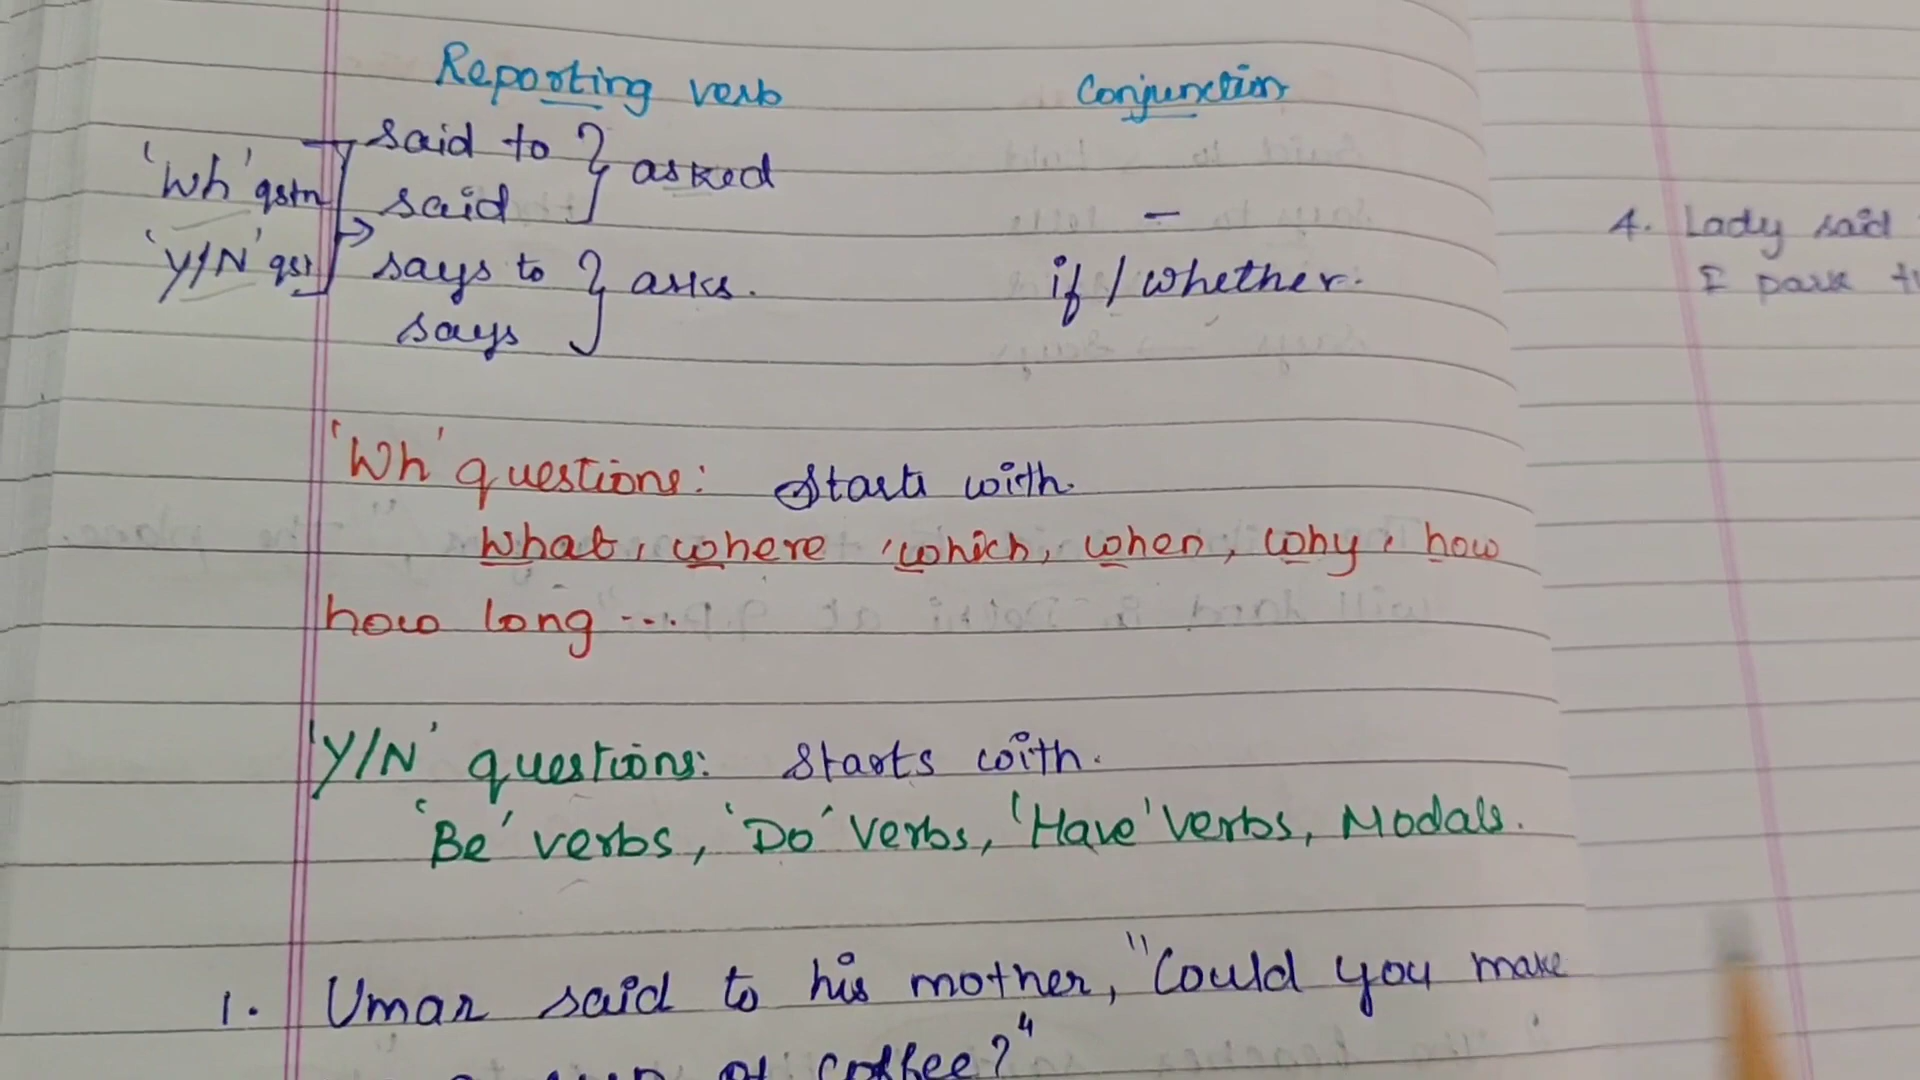 Reporting verb    Conjunction
'Wh' qstn    said to } asked    –
said
'Y/N' qst    says to } asks.    if / whether.
says
'Wh' questions: Starts with.
What, where, which, when, why, how
how long ...
'Y/N' questions: Starts with.
'Be' verbs, 'Do' verbs, 'Have' verbs, Modals.
1. Umar said to his mother, "Could you make
of coffee?"
4. Lady said
I park